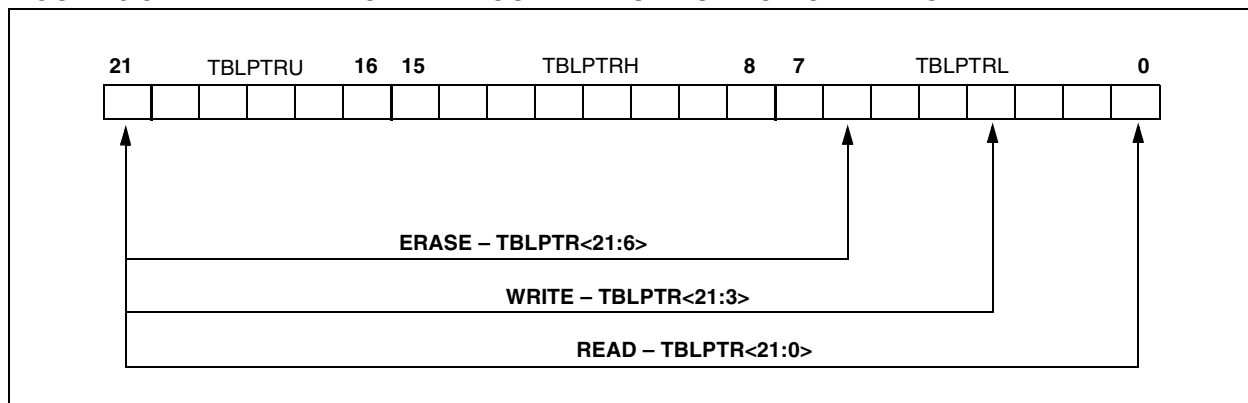 21 TBLPTRU 16 15 TBLPTRH 8 7 TBLPTRL 0
ERASE – TBLPTR<21:6>
WRITE – TBLPTR<21:3>
READ – TBLPTR<21:0>